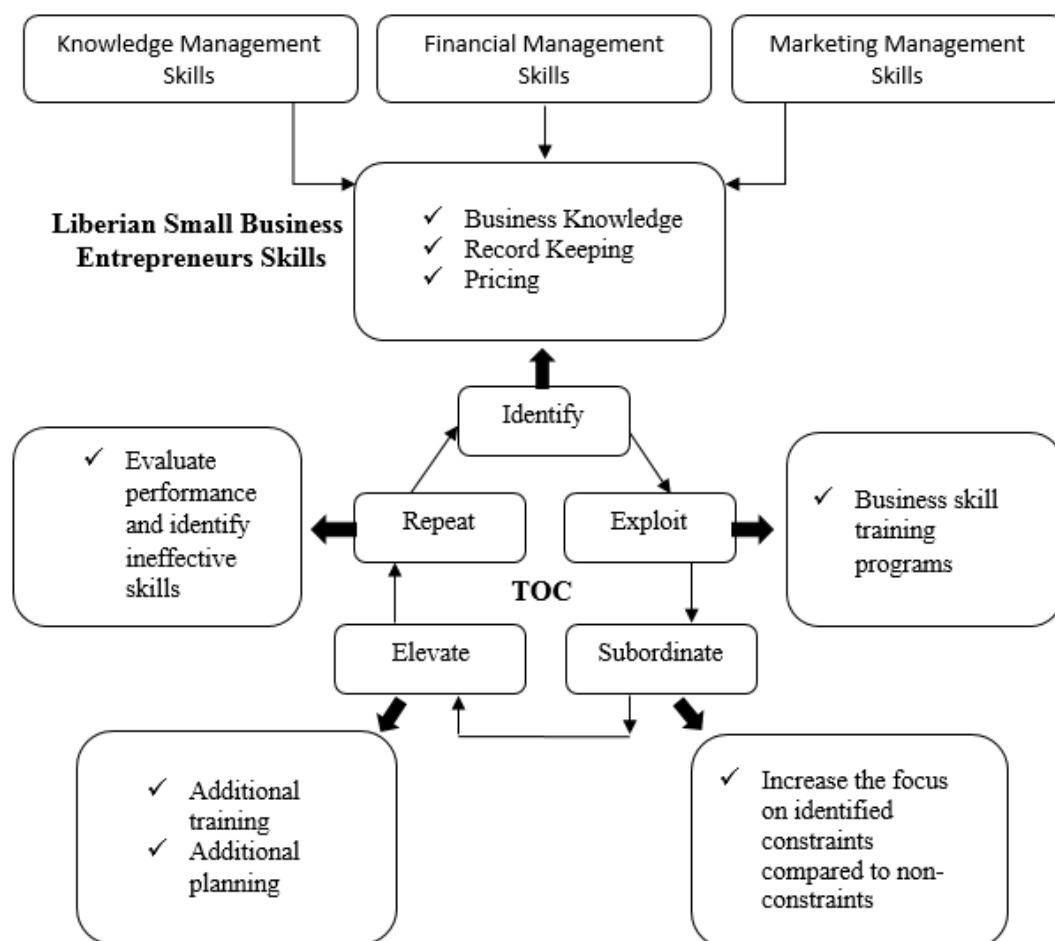 Knowledge Management
Skills
Financial Management
Skills
Marketing Management
Skills
Liberian Small Business
Entrepreneurs Skills
✓ Business Knowledge
✓ Record Keeping
✓ Pricing
Identify
✓ Evaluate
performance
and identify
ineffective
skills
Repeat
Exploit
✓ Business skill
training
programs
TOC
Elevate
Subordinate
✓ Additional
training
✓ Additional
planning
✓ Increase the focus
on identified
constraints
compared to non-
constraints